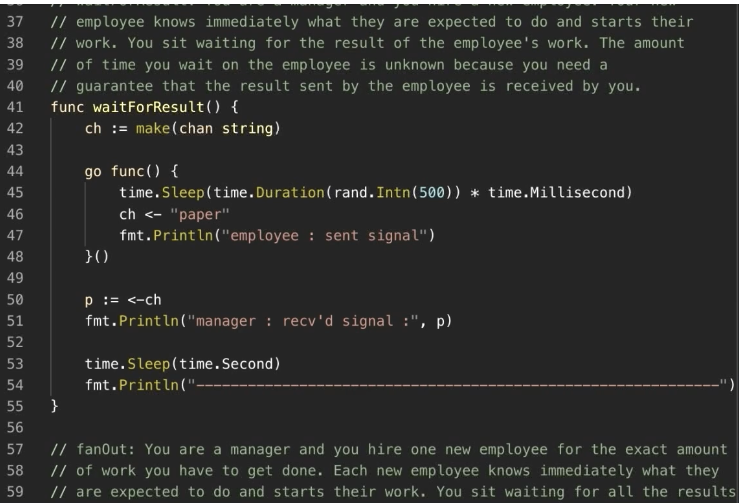 37 // employee knows immediately what they are expected to do and starts their
38 // work. You sit waiting for the result of the employee's work. The amount
39 // of time you wait on the employee is unknown because you need a
40 // guarantee that the result sent by the employee is received by you.
41 func waitForResult() {
42     ch := make(chan string)
43
44     go func() {
45         time.Sleep(time.Duration(rand.Intn(500)) * time.Millisecond)
46         ch <- "paper"
47         fmt.Println("employee : sent signal")
48     }()
49
50     p := <-ch
51     fmt.Println("manager : recv'd signal :", p)
52
53     time.Sleep(time.Second)
54     fmt.Println("-------------------------------------------------------------")
55 }
56
57 // fanOut: You are a manager and you hire one new employee for the exact amount
58 // of work you have to get done. Each new employee knows immediately what they
59 // are expected to do and starts their work. You sit waiting for all the results